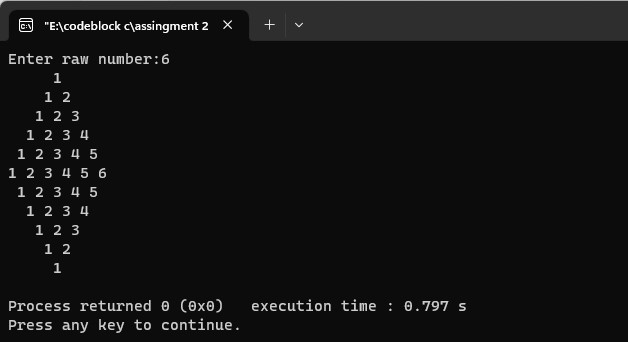 "E:\codeblock c\assingment 2
Enter raw number:6
     1
    1 2
   1 2 3
  1 2 3 4
 1 2 3 4 5
1 2 3 4 5 6
 1 2 3 4 5
  1 2 3 4
   1 2 3
    1 2
     1
Process returned 0 (0x0)   execution time : 0.797 s
Press any key to continue.